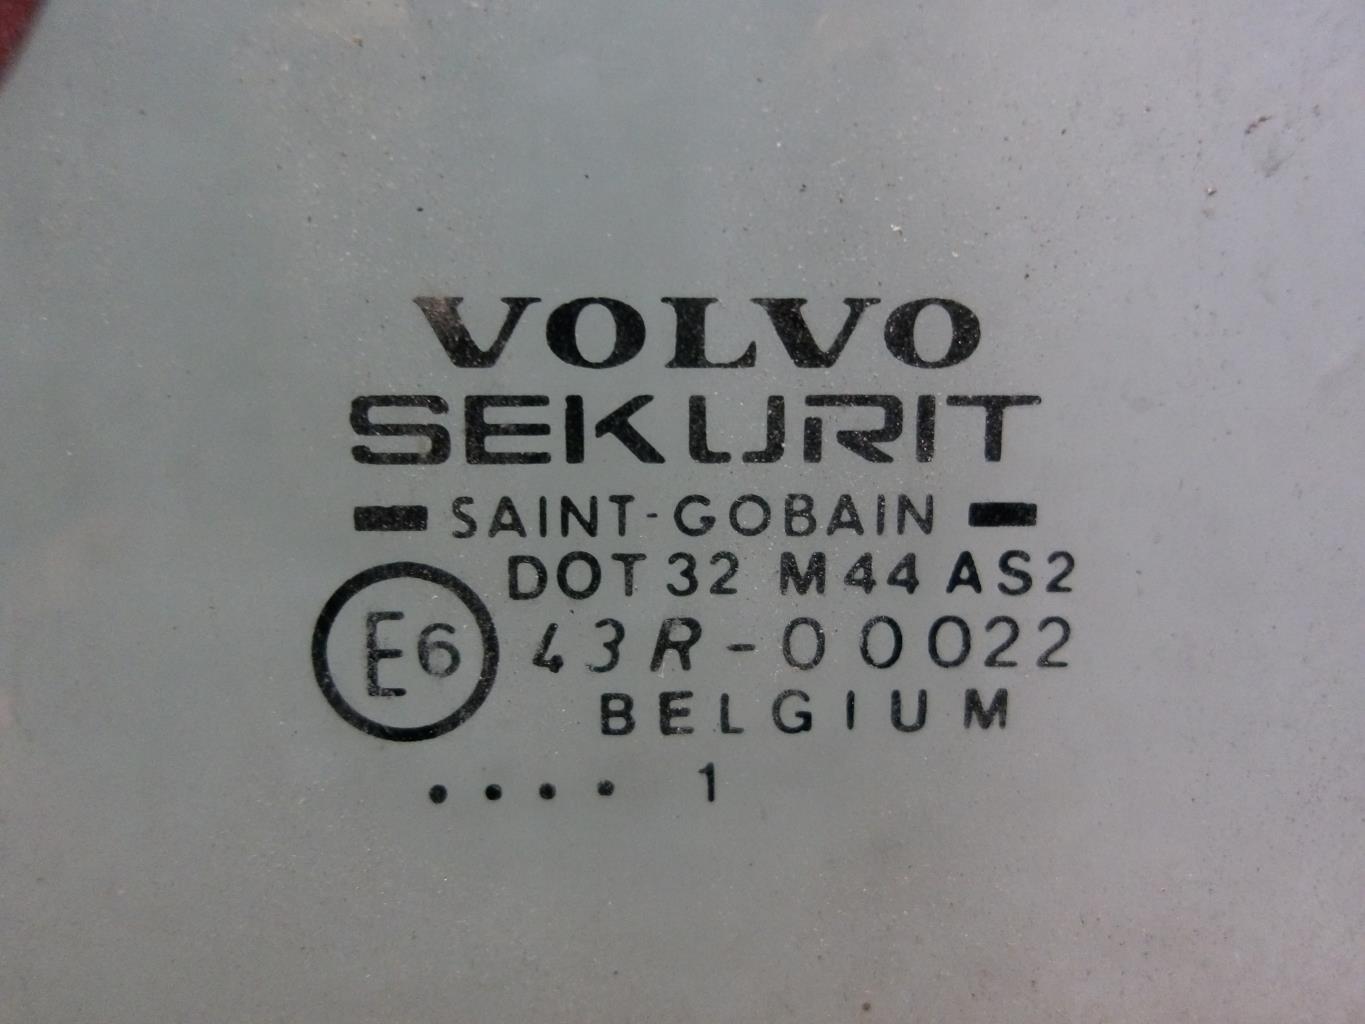 VOLVO
SEKURIT
SAINT-GOBAIN
DOT 32 M44 AS2
E6 43R-00022
BELGIUM
.... 1